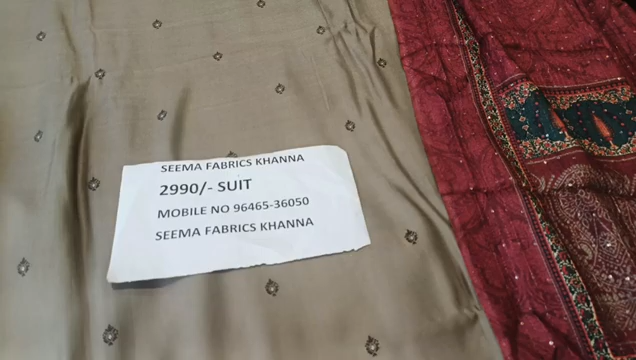 SEEMA FABRICS KHANNA
2990/- SUIT
MOBILE NO 96465-36050
SEEMA FABRICS KHANNA